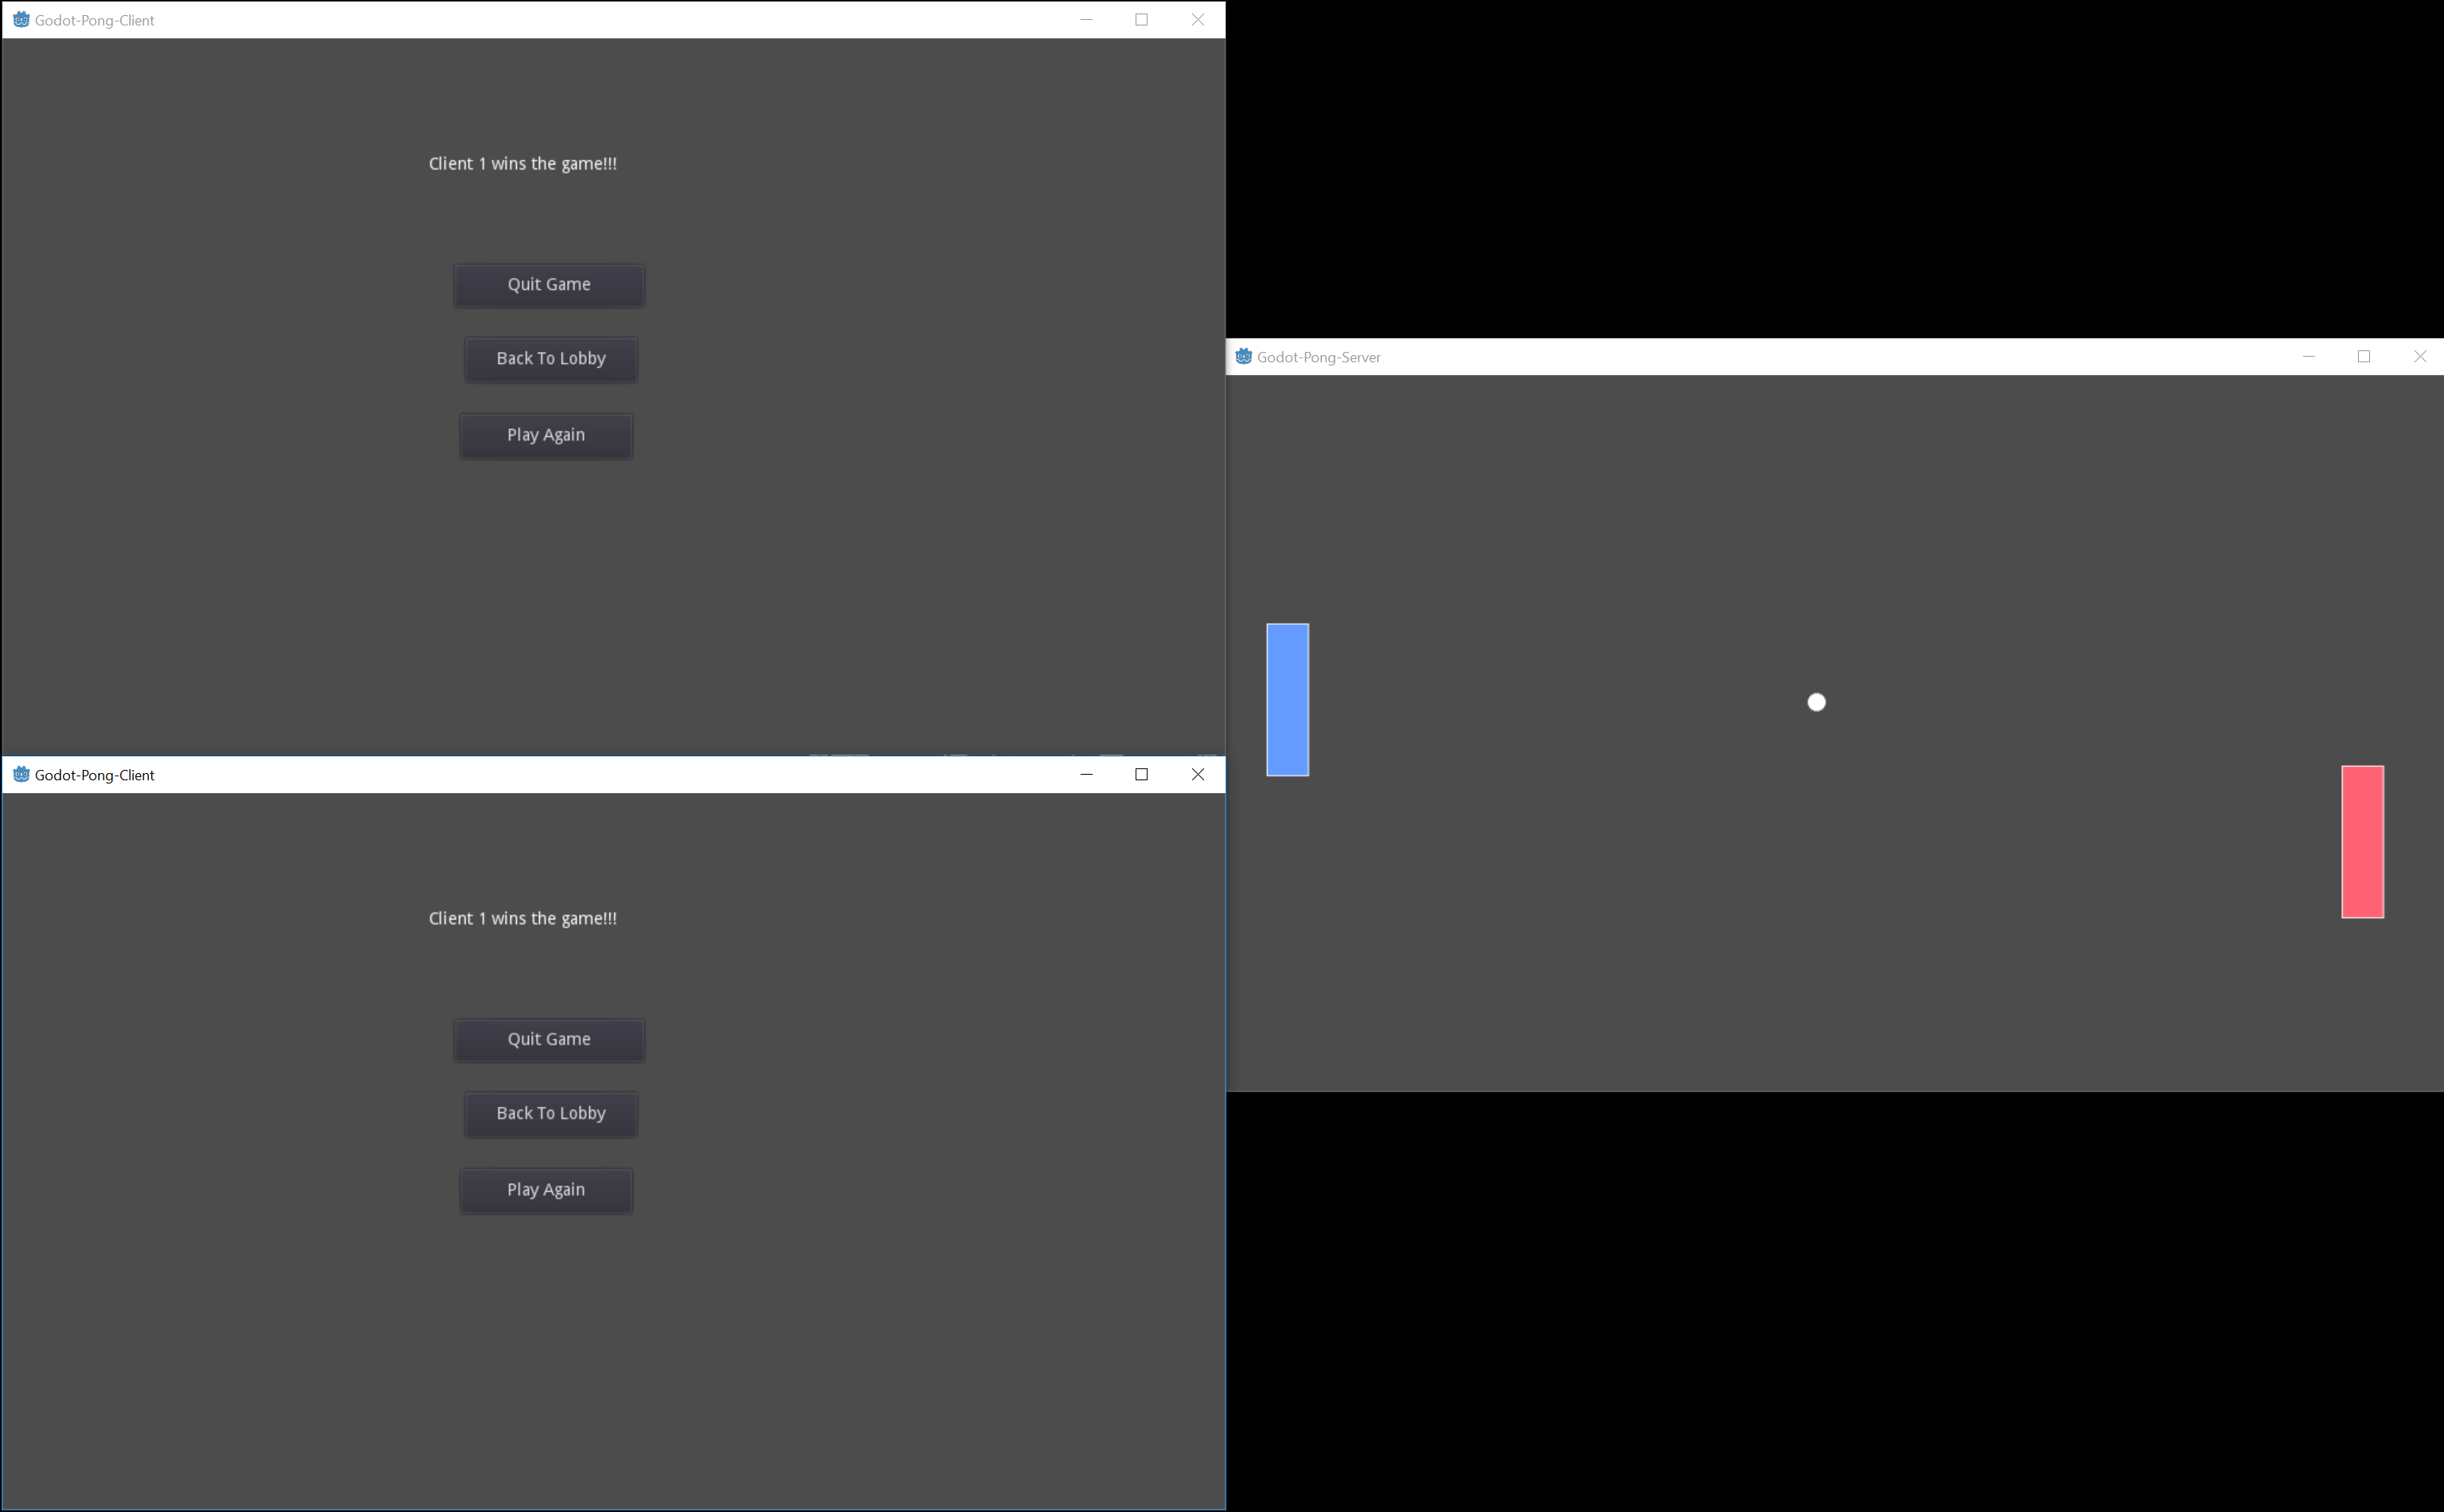 Godot-Pong-Client
Client 1 wins the game!!!
Quit Game
Back To Lobby
Play Again
Godot-Pong-Server
Godot-Pong-Client
Client 1 wins the game!!!
Quit Game
Back To Lobby
Play Again